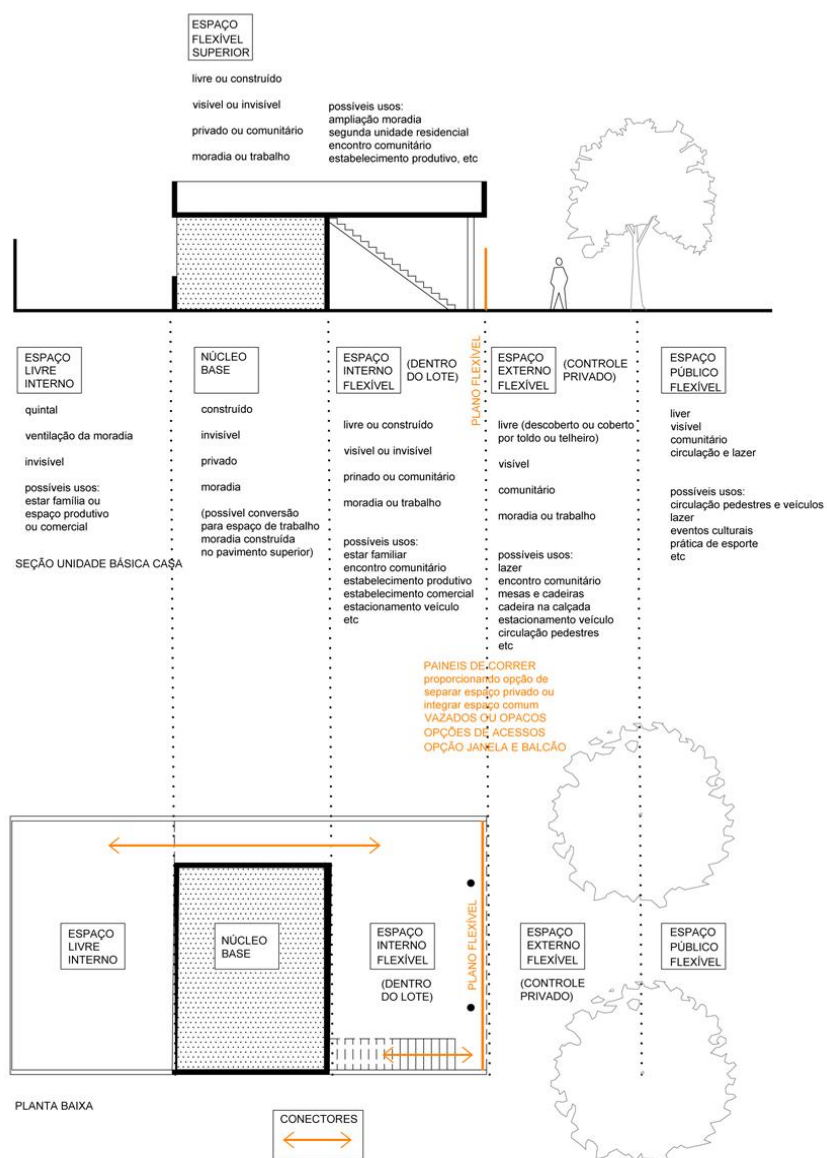 ESPAÇO
FLEXÍVEL
SUPERIOR
livre ou construído
visível ou invisível
privado ou comunitário
moradia ou trabalho
possíveis usos:
ampliação moradia
segunda unidade residencial
encontro comunitário
estabelecimento produtivo, etc
ESPAÇO
LIVRE
INTERNO
quintal
ventilação da moradia
invisível
possíveis usos:
estar família ou
espaço produtivo
ou comercial
SEÇÃO UNIDADE BÁSICA CASA
NÚCLEO
BASE
construído
invisível
privado
moradia
(possível conversão
para espaço de trabalho
moradia construída
no pavimento superior)
ESPAÇO
INTERNO
FLEXÍVEL
(DENTRO
DO LOTE)
livre ou construído
visível ou invisível
prinado ou comunitário
moradia ou trabalho
possíveis usos:
estar familiar
encontro comunitário
estabelecimento produtivo
estabelecimento comercial
estacionamento veículo
etc
PLANO FLEXÍVEL
ESPAÇO
EXTERNO
FLEXÍVEL
(CONTROLE
PRIVADO)
livre (descoberto ou coberto
por toldo ou telheiro)
visível
comunitário
moradia ou trabalho
possíveis usos:
lazer
encontro comunitário
mesas e cadeiras
cadeira na calçada
estacionamento veículo
circulação pedestres
etc
ESPAÇO
PÚBLICO
FLEXÍVEL
liver
visível
comunitário
circulação e lazer
possíveis usos:
circulação pedestres e veículos
lazer
eventos culturais
prática de esporte
etc
PAINEIS DE CORRER
proporcionando opção de
separar espaço privado ou
integrar espaço comum
VAZADOS OU OPACOS
OPÇÕES DE ACESSOS
OPÇÃO JANELA E BALCÃO
ESPAÇO
LIVRE
INTERNO
NÚCLEO
BASE
ESPAÇO
INTERNO
FLEXÍVEL
(DENTRO
DO LOTE)
PLANO FLEXÍVEL
ESPAÇO
EXTERNO
FLEXÍVEL
(CONTROLE
PRIVADO)
ESPAÇO
PÚBLICO
FLEXÍVEL
PLANTA BAIXA
CONECTORES